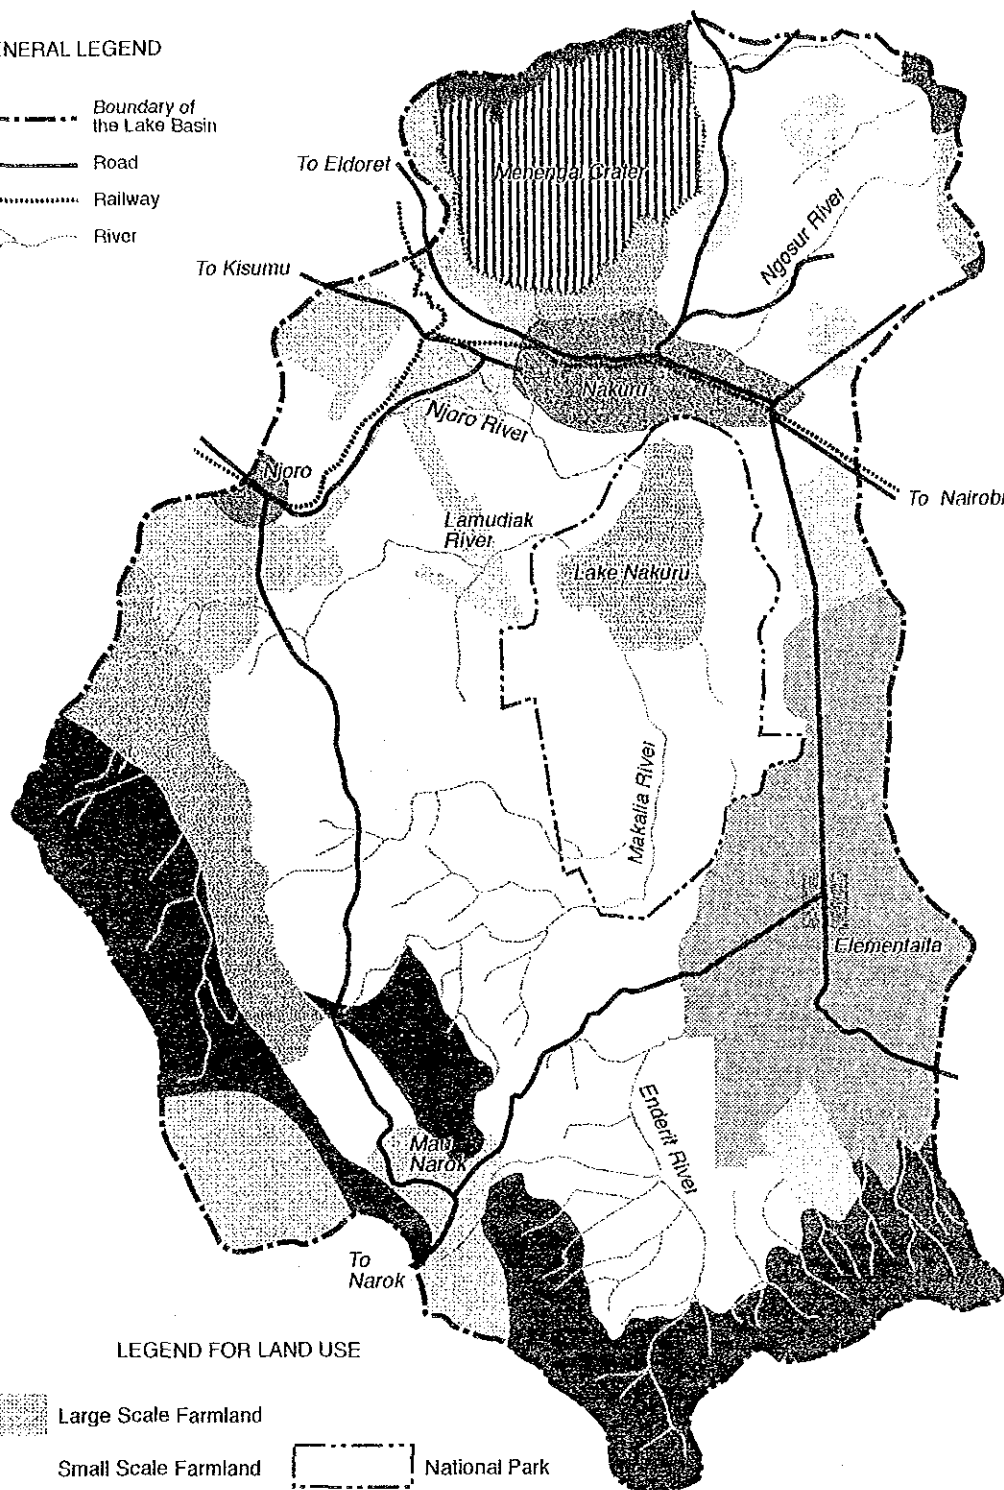 ENERAL LEGEND
Boundary of
the Lake Basin
Road
Railway
River
To Eldoret
Menengai Crater
To Kisumu
Ngosur River
Nakuru
Njoro River
Njoro
To Nairobi
Lamudiak
River
Lake Nakuru
Makalia River
Elementaita
Enderit River
Mau
Narok
To
Narok
LEGEND FOR LAND USE
Large Scale Farmland
Small Scale Farmland
National Park